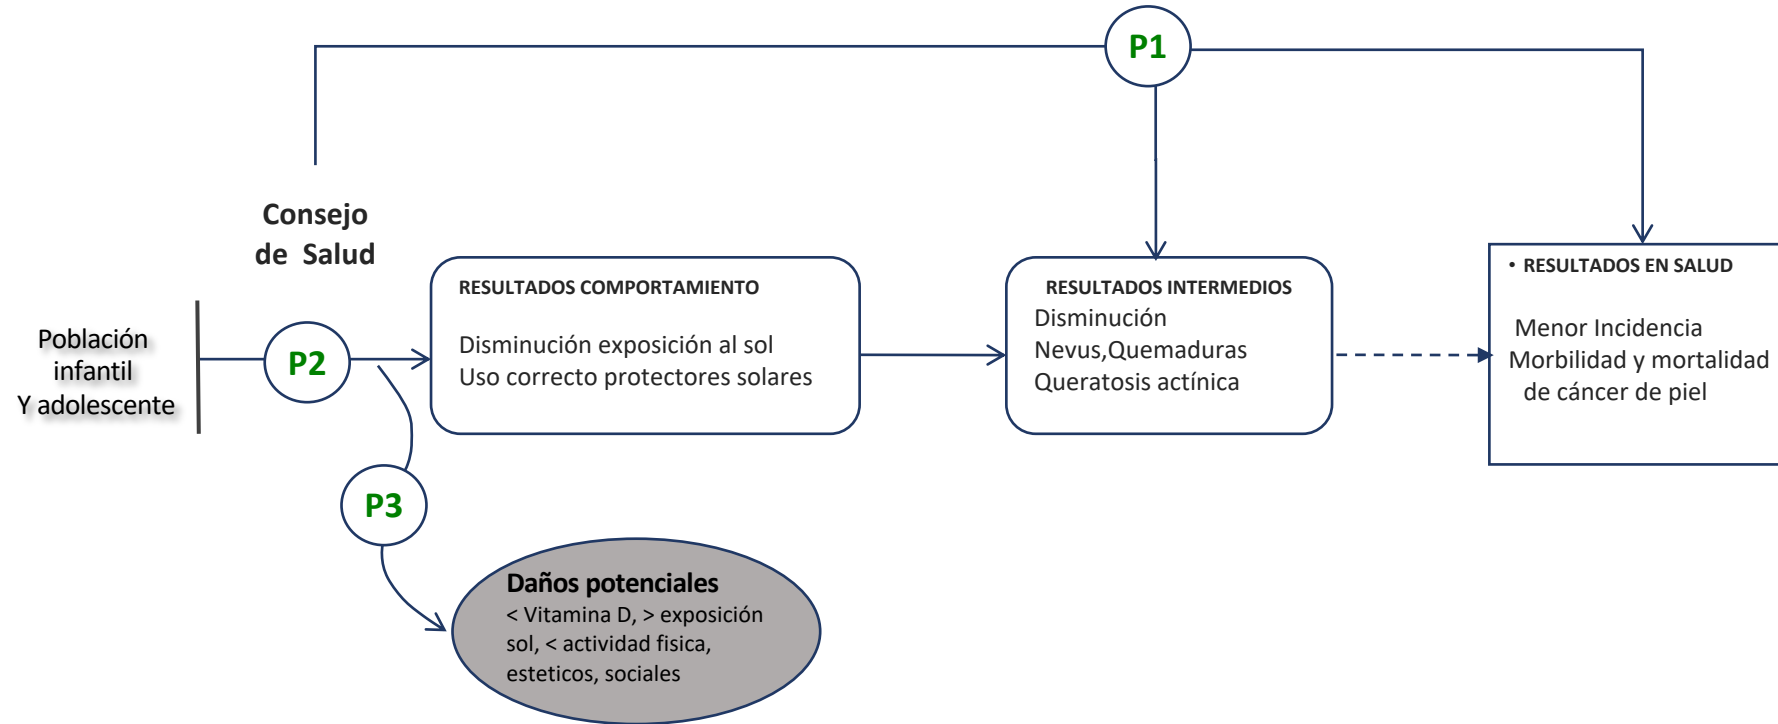 P1
Consejo
de Salud
Población
infantil
Y adolescente
P2
RESULTADOS COMPORTAMIENTO
Disminución exposición al sol
Uso correcto protectores solares
RESULTADOS INTERMEDIOS
Disminución
Nevus,Quemaduras
Queratosis actínica
• RESULTADOS EN SALUD
Menor Incidencia
Morbilidad y mortalidad
de cáncer de piel
P3
Daños potenciales
< Vitamina D, > exposición
sol, < actividad fisica,
esteticos, sociales